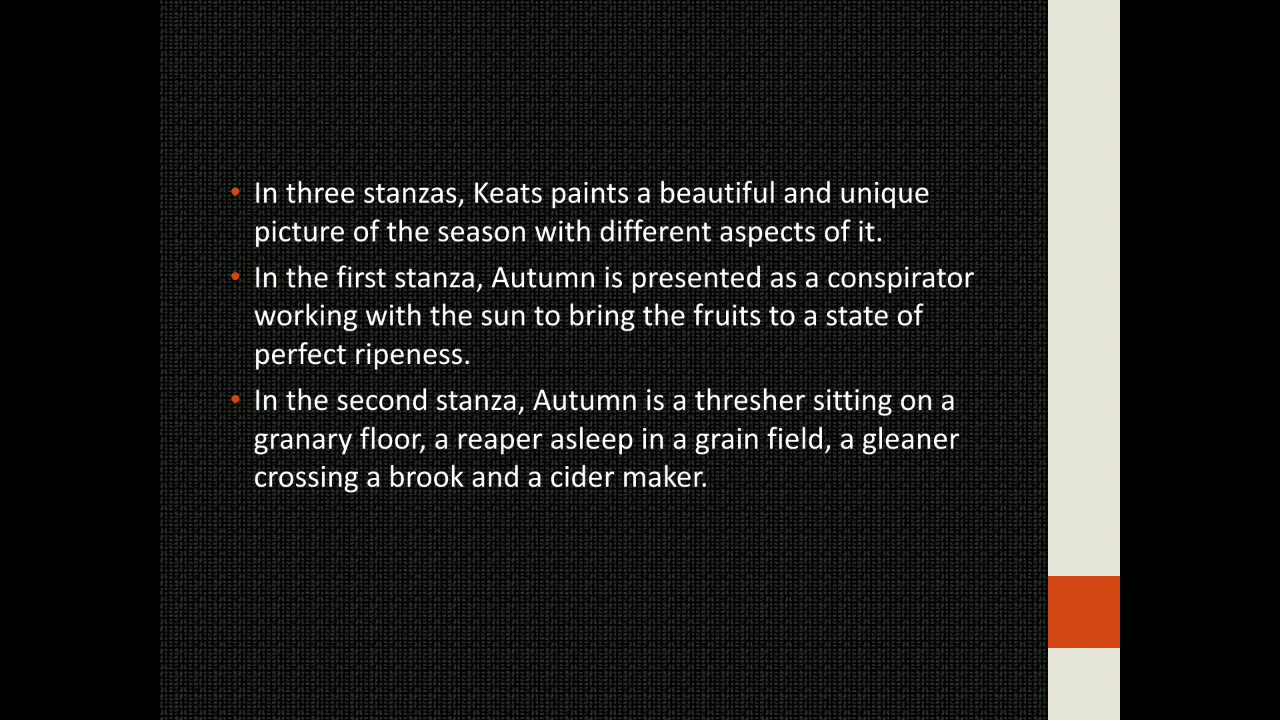 • In three stanzas, Keats paints a beautiful and unique
picture of the season with different aspects of it.
• In the first stanza, Autumn is presented as a conspirator
working with the sun to bring the fruits to a state of
perfect ripeness.
• In the second stanza, Autumn is a thresher sitting on a
granary floor, a reaper asleep in a grain field, a gleaner
crossing a brook and a cider maker.